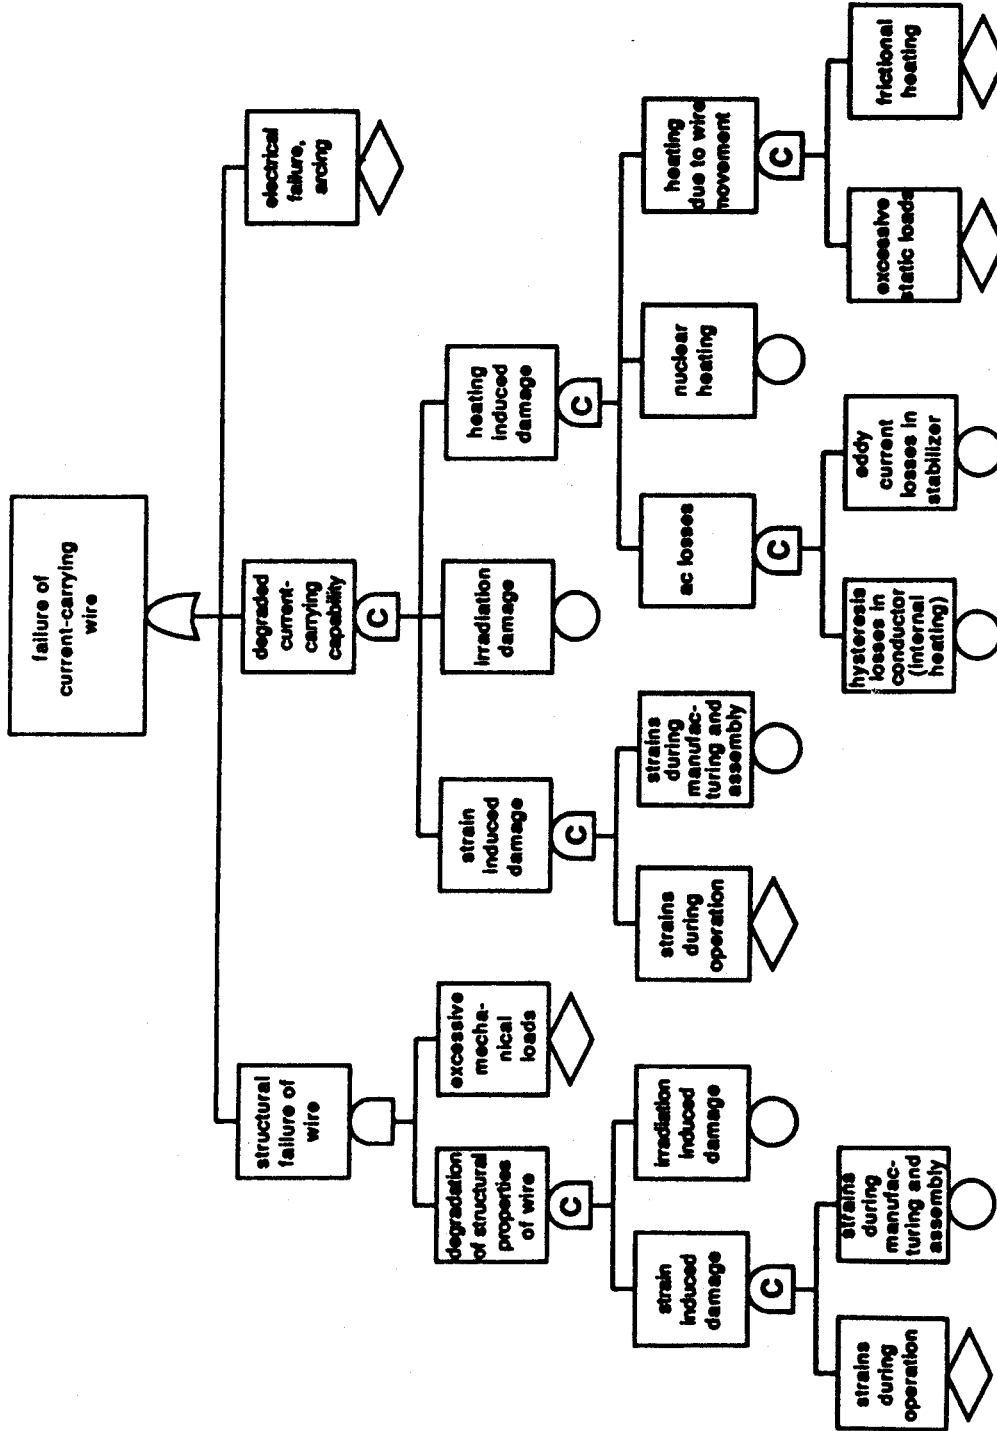 failure of
current-carrying
wire
structural
failure of
wire
degraded
current-
carrying
capability
electrical
failure,
arcing
C
degradation
of structural
properties
of wire
excessive
mecha-
nical
loads
strain
induced
damage
irradiation
damage
heating
induced
damage
C
C
C
strain
induced
damage
irradiation
induced
damage
strains
during
operation
strains
during
manufac-
turing and
assembly
ac losses
nuclear
heating
heating
due to wire
movement
C
C
C
strains
during
operation
strains
during
manufac-
turing and
assembly
hysteresis
losses in
conductor
(internal
heating)
eddy
current
losses in
stabilizer
excessive
static loads
frictional
heating